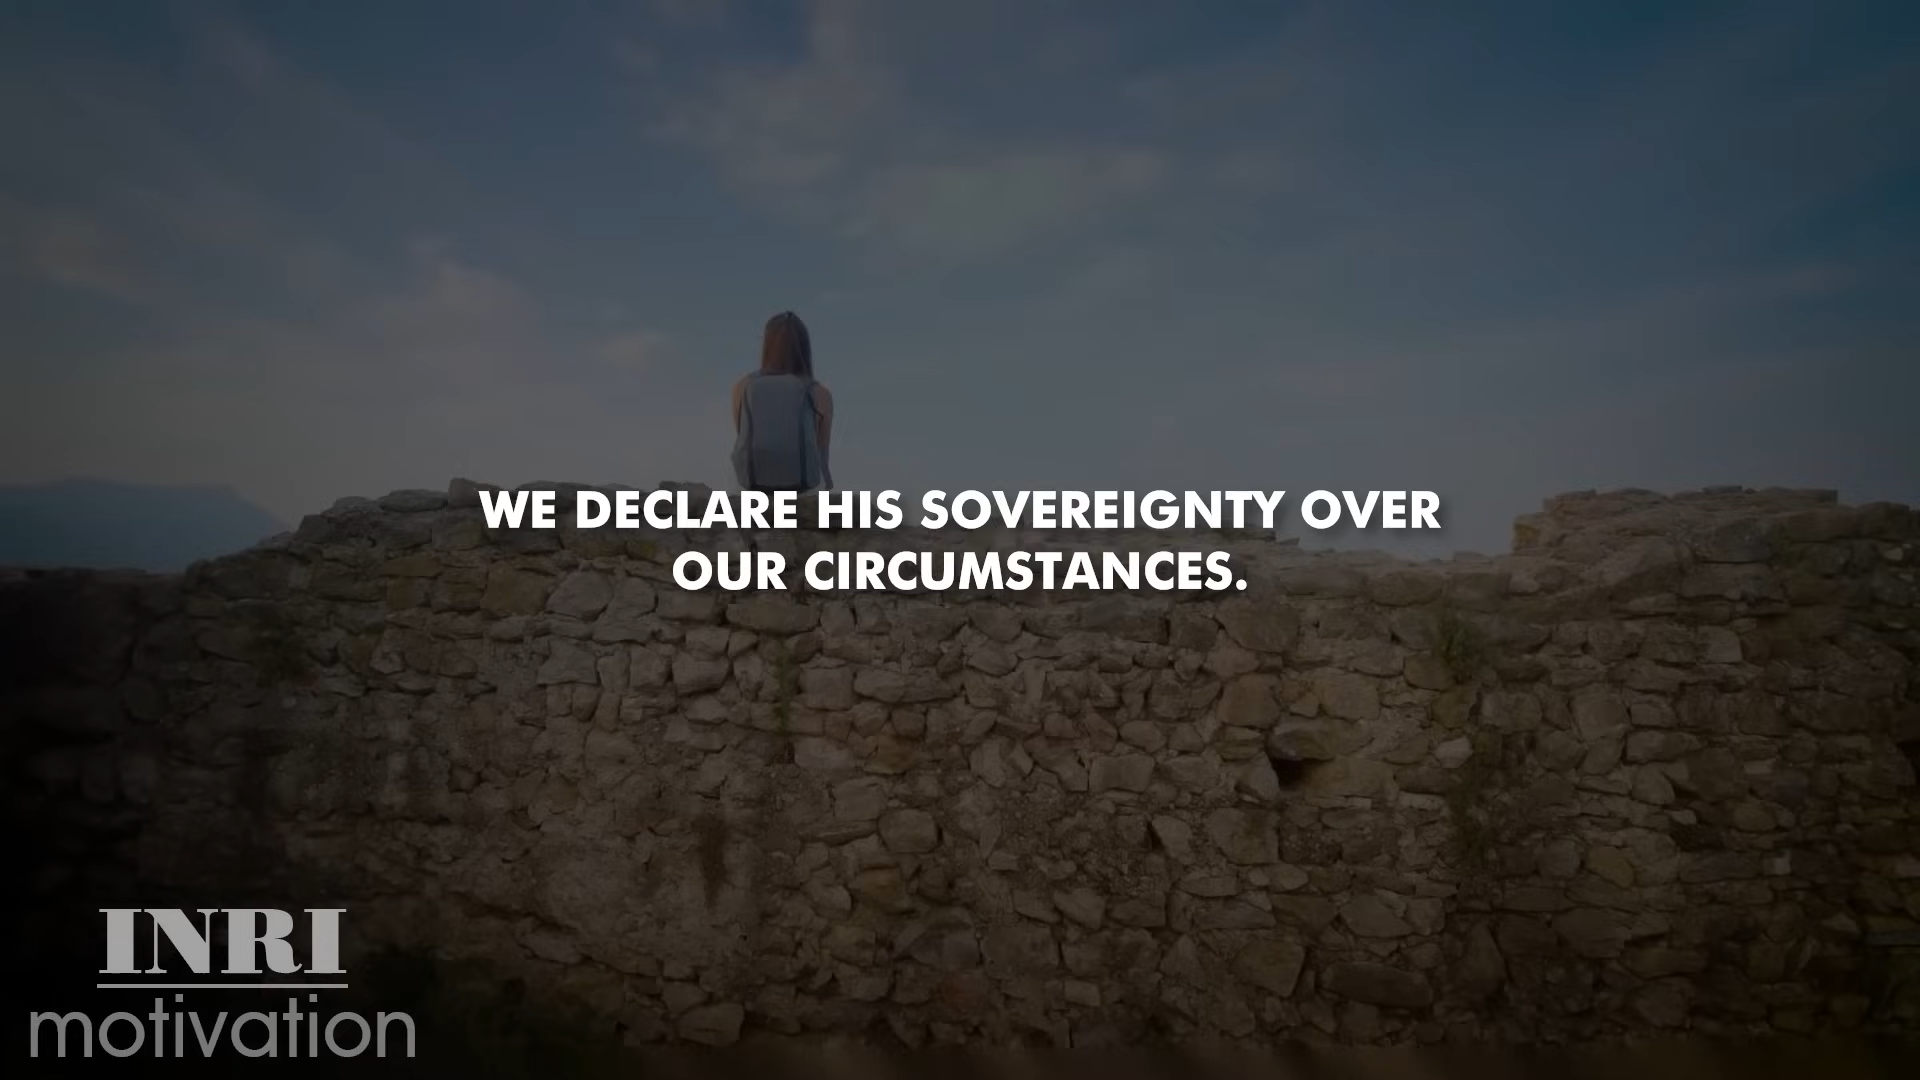 WE DECLARE HIS SOVEREIGNTY OVER
OUR CIRCUMSTANCES.
INRI
motivation